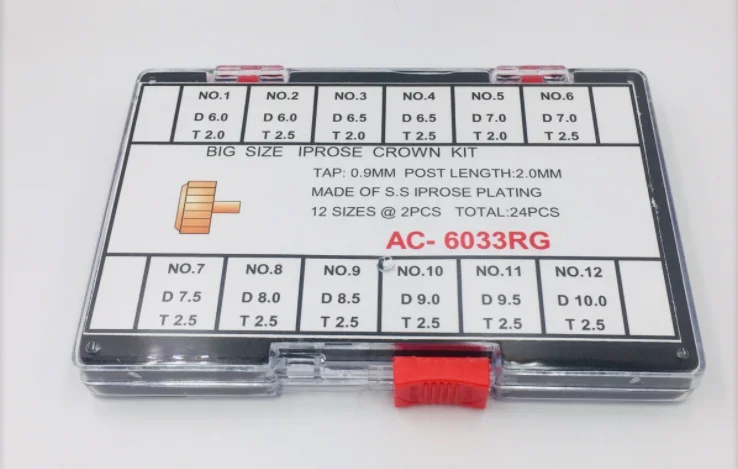 NO.1 NO.2 NO.3 NO.4 NO.5 NO.6
D 6.0 D 6.0 D 6.5 D 6.5 D 7.0 D 7.0
T 2.0 T 2.5 T 2.0 T 2.5 T 2.0 T 2.5
BIG SIZE IPROSE CROWN KIT
TAP: 0.9MM POST LENGTH:2.0MM
MADE OF S.S IPROSE PLATING
12 SIZES @ 2PCS TOTAL:24PCS
AC- 6033RG
NO.7 NO.8 NO.9 NO.10 NO.11 NO.12
D 7.5 D 8.0 D 8.5 D 9.0 D 9.5 D 10.0
T 2.5 T 2.5 T 2.5 T 2.5 T 2.5 T 2.5